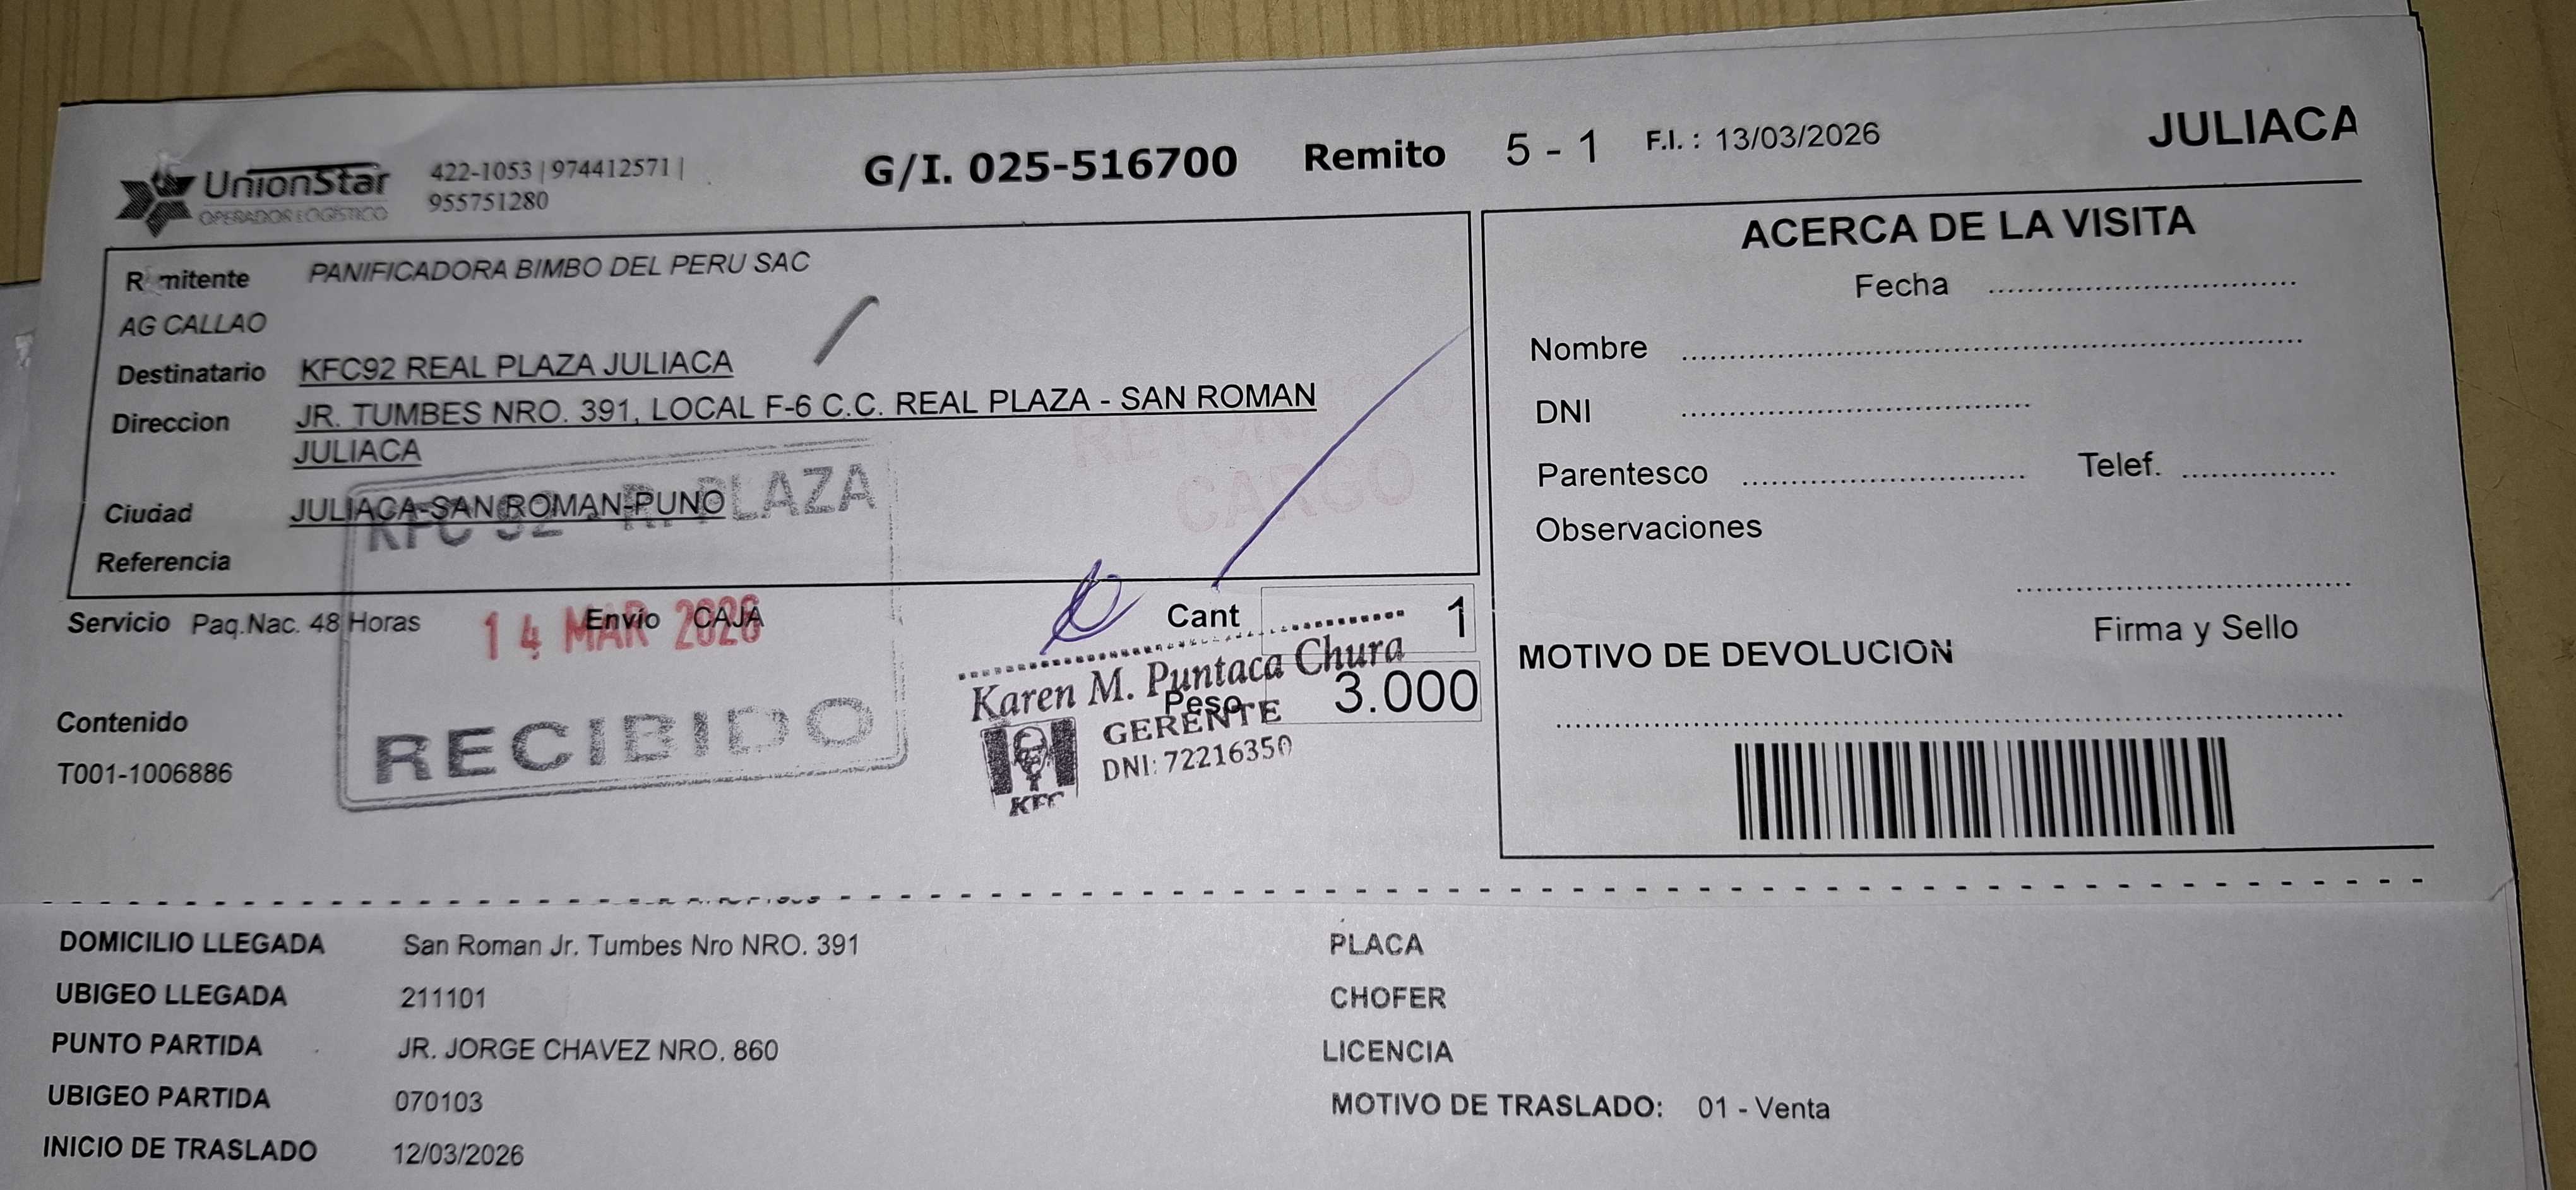 UnionStar
OPERADOR LOGÍSTICO
422-1053 | 974412571 |
955751280
G/I. 025-516700 Remito 5 - 1 F.I. : 13/03/2026 JULIACA
Remitente PANIFICADORA BIMBO DEL PERU SAC
AG CALLAO
Destinatario KFC92 REAL PLAZA JULIACA
Direccion JR. TUMBES NRO. 391, LOCAL F-6 C.C. REAL PLAZA - SAN ROMAN
JULIACA
Ciudad JULIACA-SAN ROMAN-PUNO
Referencia
KFC 92 - R. PLAZA
14 MAR 2026
RECIBIDO
CARGO
Servicio Paq.Nac. 48 Horas Envio CAJA Cant 1
Peso 3.000
Karen M. Puntaca Chura
GERENTE
DNI: 72216350
KFC
Contenido
T001-1006886
ACERCA DE LA VISITA
Fecha
Nombre
DNI
Parentesco Telef.
Observaciones
Firma y Sello
MOTIVO DE DEVOLUCION
DOMICILIO LLEGADA San Roman Jr. Tumbes Nro NRO. 391 PLACA
UBIGEO LLEGADA 211101 CHOFER
PUNTO PARTIDA JR. JORGE CHAVEZ NRO. 860 LICENCIA
UBIGEO PARTIDA 070103 MOTIVO DE TRASLADO: 01 - Venta
INICIO DE TRASLADO 12/03/2026